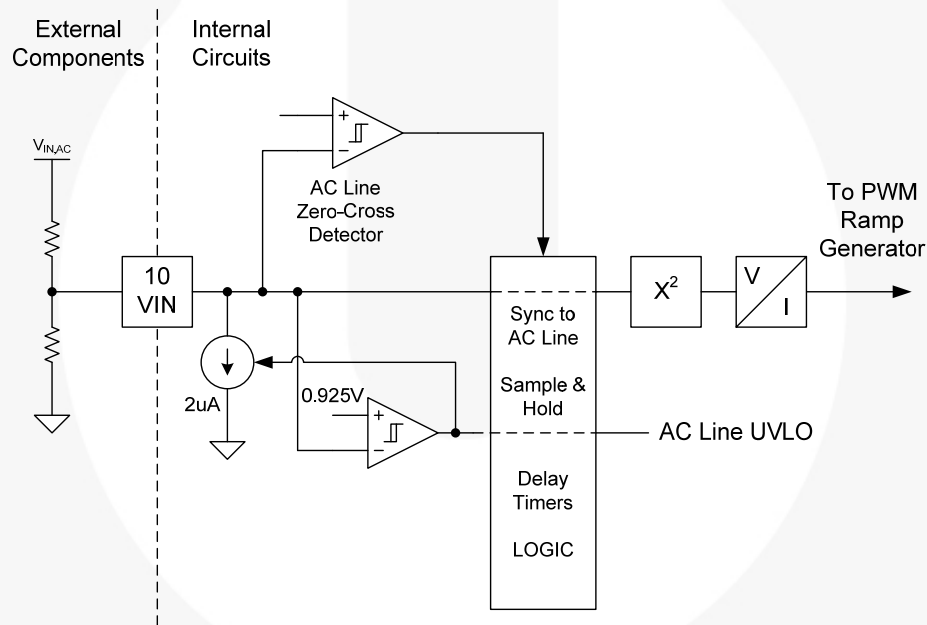 External
Components
Internal
Circuits
V_IN,AC
+
−
AC Line
Zero-Cross
Detector
To PWM
Ramp
Generator
10
VIN
Sync to
AC Line
Sample &
Hold
Delay
Timers
LOGIC
X²
V
I
2uA
0.925V
+
−
AC Line UVLO